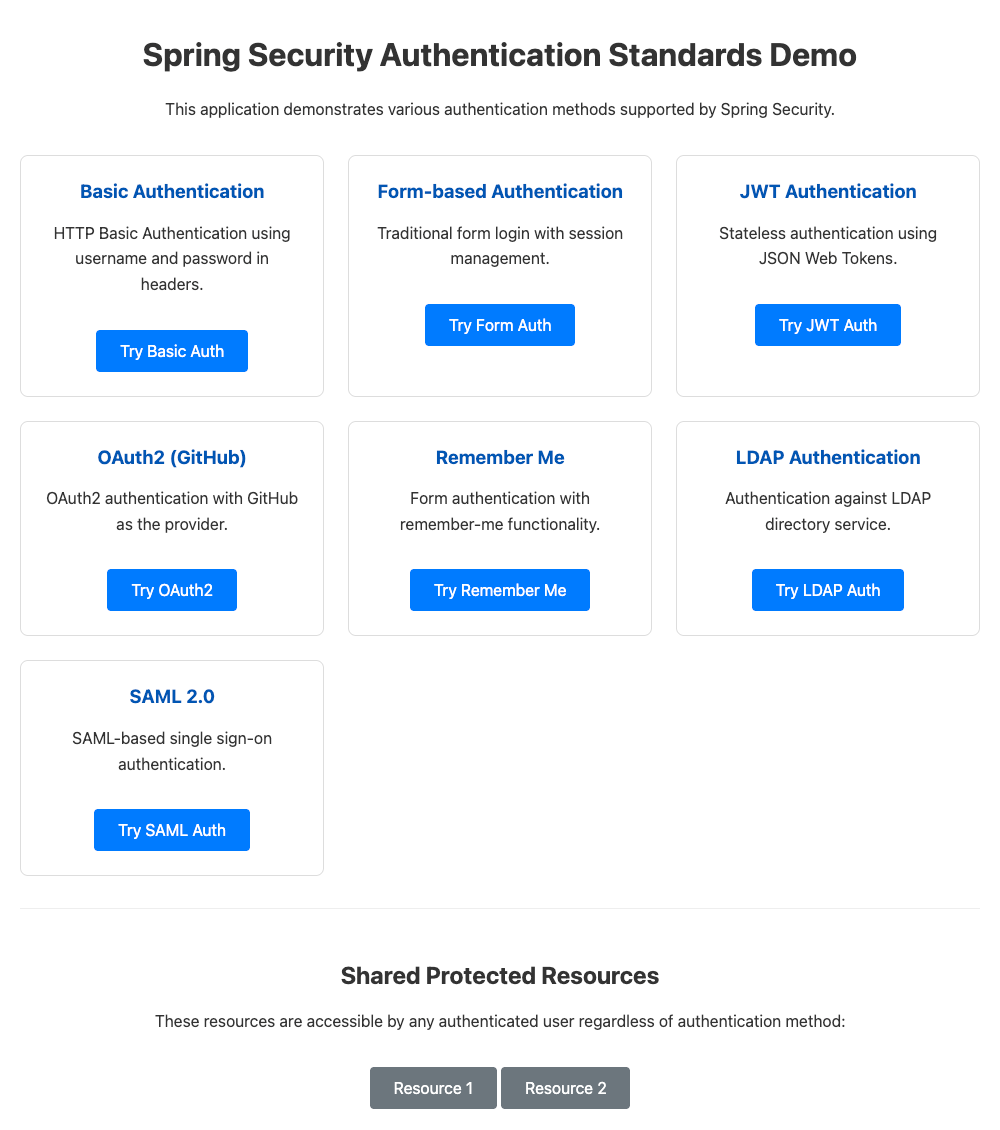 Spring Security Authentication Standards Demo
This application demonstrates various authentication methods supported by Spring Security.
Basic Authentication
HTTP Basic Authentication using
username and password in
headers.
Try Basic Auth
Form-based Authentication
Traditional form login with session
management.
Try Form Auth
JWT Authentication
Stateless authentication using
JSON Web Tokens.
Try JWT Auth
OAuth2 (GitHub)
OAuth2 authentication with GitHub
as the provider.
Try OAuth2
Remember Me
Form authentication with
remember-me functionality.
Try Remember Me
LDAP Authentication
Authentication against LDAP
directory service.
Try LDAP Auth
SAML 2.0
SAML-based single sign-on
authentication.
Try SAML Auth
Shared Protected Resources
These resources are accessible by any authenticated user regardless of authentication method:
Resource 1
Resource 2